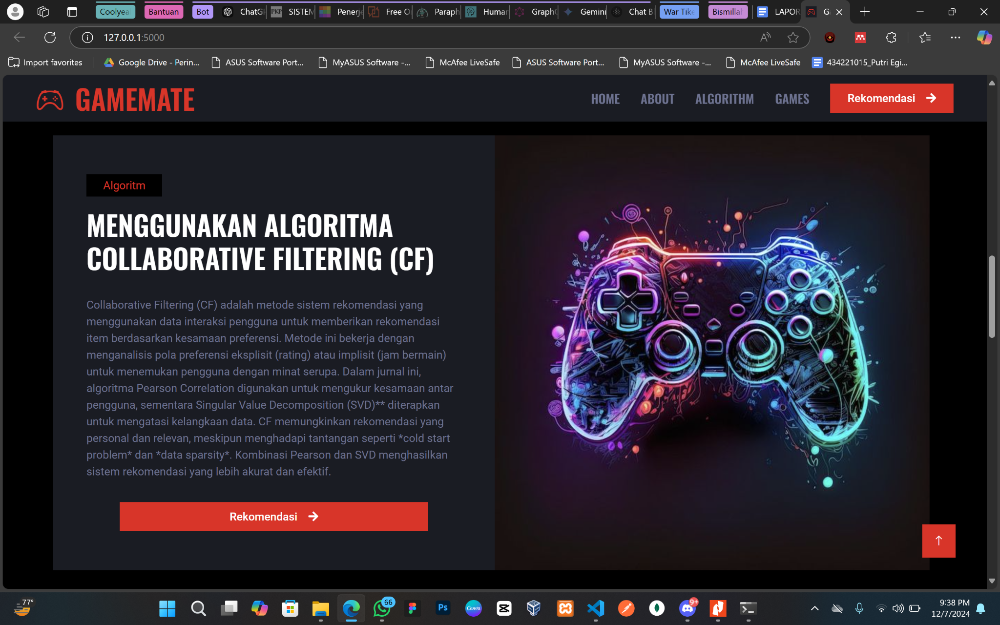 Coolyea Bantuan Bot ChatGP SISTEM Penerje Free O Paraph Human GraphQ Gemini Chat B War Tike Bismillah LAPOR G
127.0.0.1:5000
Import favorites Google Drive - Perin... ASUS Software Port... MyASUS Software -... McAfee LiveSafe ASUS Software Port... MyASUS Software -... McAfee LiveSafe 434221015_Putri Egi...
GAMEMATE HOME ABOUT ALGORITHM GAMES Rekomendasi
Algoritm
MENGGUNAKAN ALGORITMA
COLLABORATIVE FILTERING (CF)
Collaborative Filtering (CF) adalah metode sistem rekomendasi yang
menggunakan data interaksi pengguna untuk memberikan rekomendasi
item berdasarkan kesamaan preferensi. Metode ini bekerja dengan
menganalisis pola preferensi eksplisit (rating) atau implisit (jam bermain)
untuk menemukan pengguna dengan minat serupa. Dalam jurnal ini,
algoritma Pearson Correlation digunakan untuk mengukur kesamaan antar
pengguna, sementara Singular Value Decomposition (SVD)** diterapkan
untuk mengatasi kelangkaan data. CF memungkinkan rekomendasi yang
personal dan relevan, meskipun menghadapi tantangan seperti *cold start
problem* dan *data sparsity*. Kombinasi Pearson dan SVD menghasilkan
sistem rekomendasi yang lebih akurat dan efektif.
Rekomendasi
77° 66 Ps Canva 9+ 9:38 PM
12/7/2024